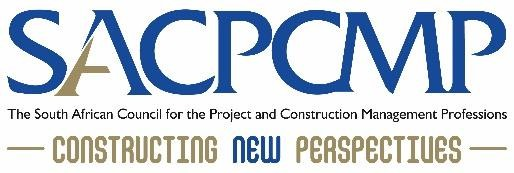 SACPCMP
The South African Council for the Project and Construction Management Professions
CONSTRUCTING NEW PERSPECTIVES